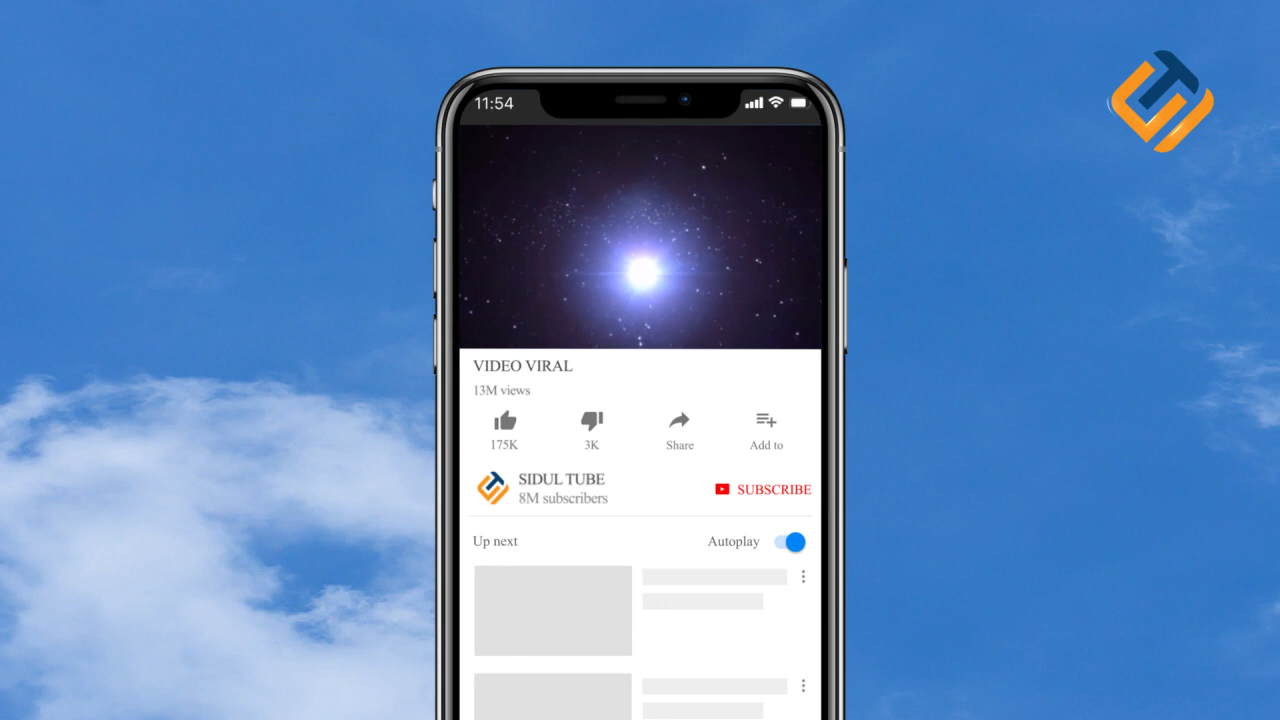 11:54
VIDEO VIRAL
13M views
175K
3K
Share
Add to
SIDUL TUBE
8M subscribers
SUBSCRIBE
Up next
Autoplay